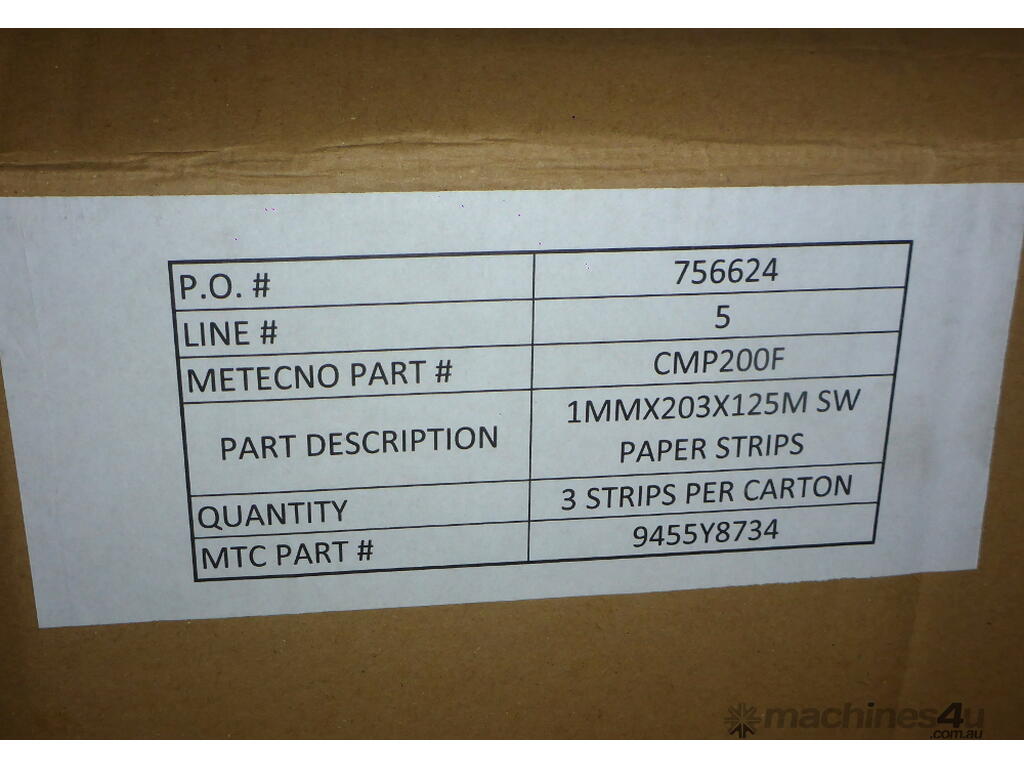 P.O. # 756624
LINE # 5
METECNO PART # CMP200F
PART DESCRIPTION 1MMX203X125M SW
PAPER STRIPS
QUANTITY 3 STRIPS PER CARTON
MTC PART # 9455Y8734
machines4u
.com.au